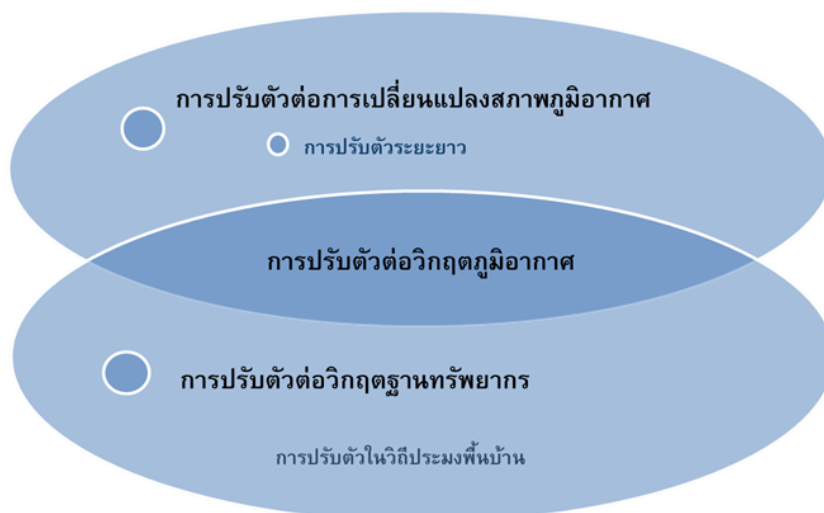 การปรับตัวต่อการเปลี่ยนแปลงสภาพภูมิอากาศ
การปรับตัวระยะยาว
การปรับตัวต่อวิกฤตภูมิอากาศ
การปรับตัวต่อวิกฤตฐานทรัพยากร
การปรับตัวในวิถีประมงพื้นบ้าน